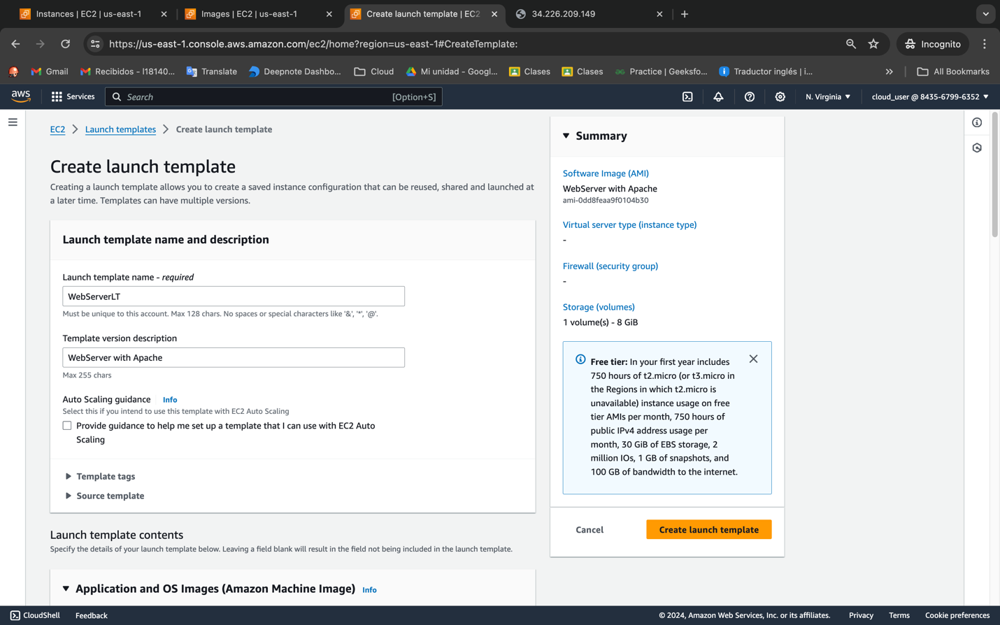 Instances | EC2 | us-east-1
Images | EC2 | us-east-1
Create launch template | EC2
34.226.209.149
https://us-east-1.console.aws.amazon.com/ec2/home?region=us-east-1#CreateTemplate:
Incognito
Gmail
Recibidos - l18140...
Translate
Deepnote Dashbo...
Cloud
Mi unidad - Googl...
Clases
Clases
Practice | Geeksfo...
Traductor inglés | i...
All Bookmarks
aws
Services
Search
[Option+S]
N. Virginia
cloud_user @ 8435-6799-6352
EC2
Launch templates
Create launch template
Create launch template
Creating a launch template allows you to create a saved instance configuration that can be reused, shared and launched at
a later time. Templates can have multiple versions.
Launch template name and description
Launch template name - required
WebServerLT
Must be unique to this account. Max 128 chars. No spaces or special characters like '&', '*', '@'.
Template version description
WebServer with Apache
Max 255 chars
Auto Scaling guidance Info
Select this if you intend to use this template with EC2 Auto Scaling
Provide guidance to help me set up a template that I can use with EC2 Auto
Scaling
Template tags
Source template
Launch template contents
Specify the details of your launch template below. Leaving a field blank will result in the field not being included in the launch template.
Application and OS Images (Amazon Machine Image) Info
Summary
Software Image (AMI)
WebServer with Apache
ami-0dd8feaa9f0104b30
Virtual server type (instance type)
-
Firewall (security group)
-
Storage (volumes)
1 volume(s) - 8 GiB
Free tier: In your first year includes
750 hours of t2.micro (or t3.micro in
the Regions in which t2.micro is
unavailable) instance usage on free
tier AMIs per month, 750 hours of
public IPv4 address usage per
month, 30 GiB of EBS storage, 2
million IOs, 1 GB of snapshots, and
100 GB of bandwidth to the internet.
Cancel
Create launch template
CloudShell
Feedback
© 2024, Amazon Web Services, Inc. or its affiliates.
Privacy
Terms
Cookie preferences